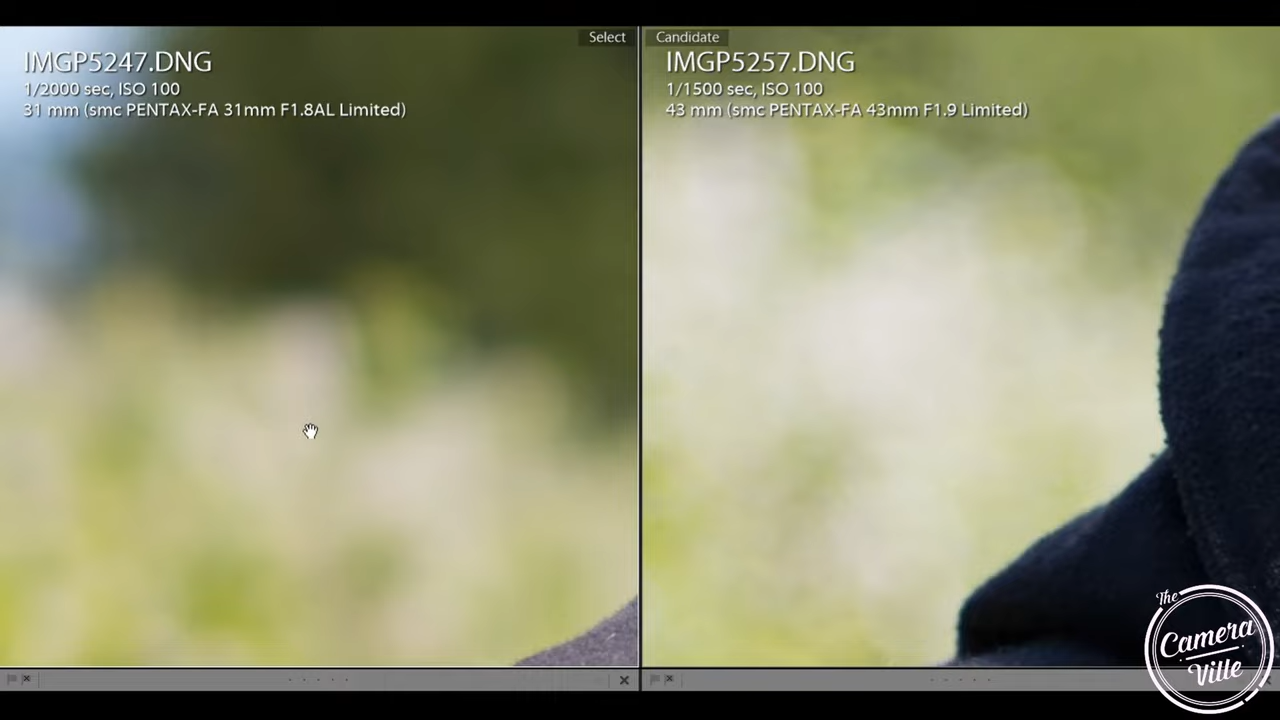 Select
IMGP5247.DNG
1/2000 sec, ISO 100
31 mm (smc PENTAX-FA 31mm F1.8AL Limited)
Candidate
IMGP5257.DNG
1/1500 sec, ISO 100
43 mm (smc PENTAX-FA 43mm F1.9 Limited)
The
Camera
Ville